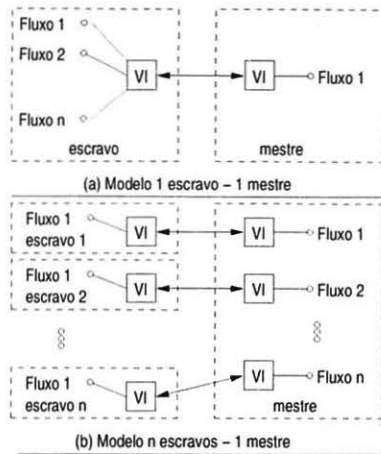 Fluxo 1
Fluxo 2
VI
VI
Fluxo 1
Fluxo n
escravo
mestre
(a) Modelo 1 escravo – 1 mestre
Fluxo 1
escravo 1
VI
VI
Fluxo 1
Fluxo 1
escravo 2
VI
VI
Fluxo 2
Fluxo 1
escravo n
VI
VI
Fluxo n
mestre
(b) Modelo n escravos – 1 mestre